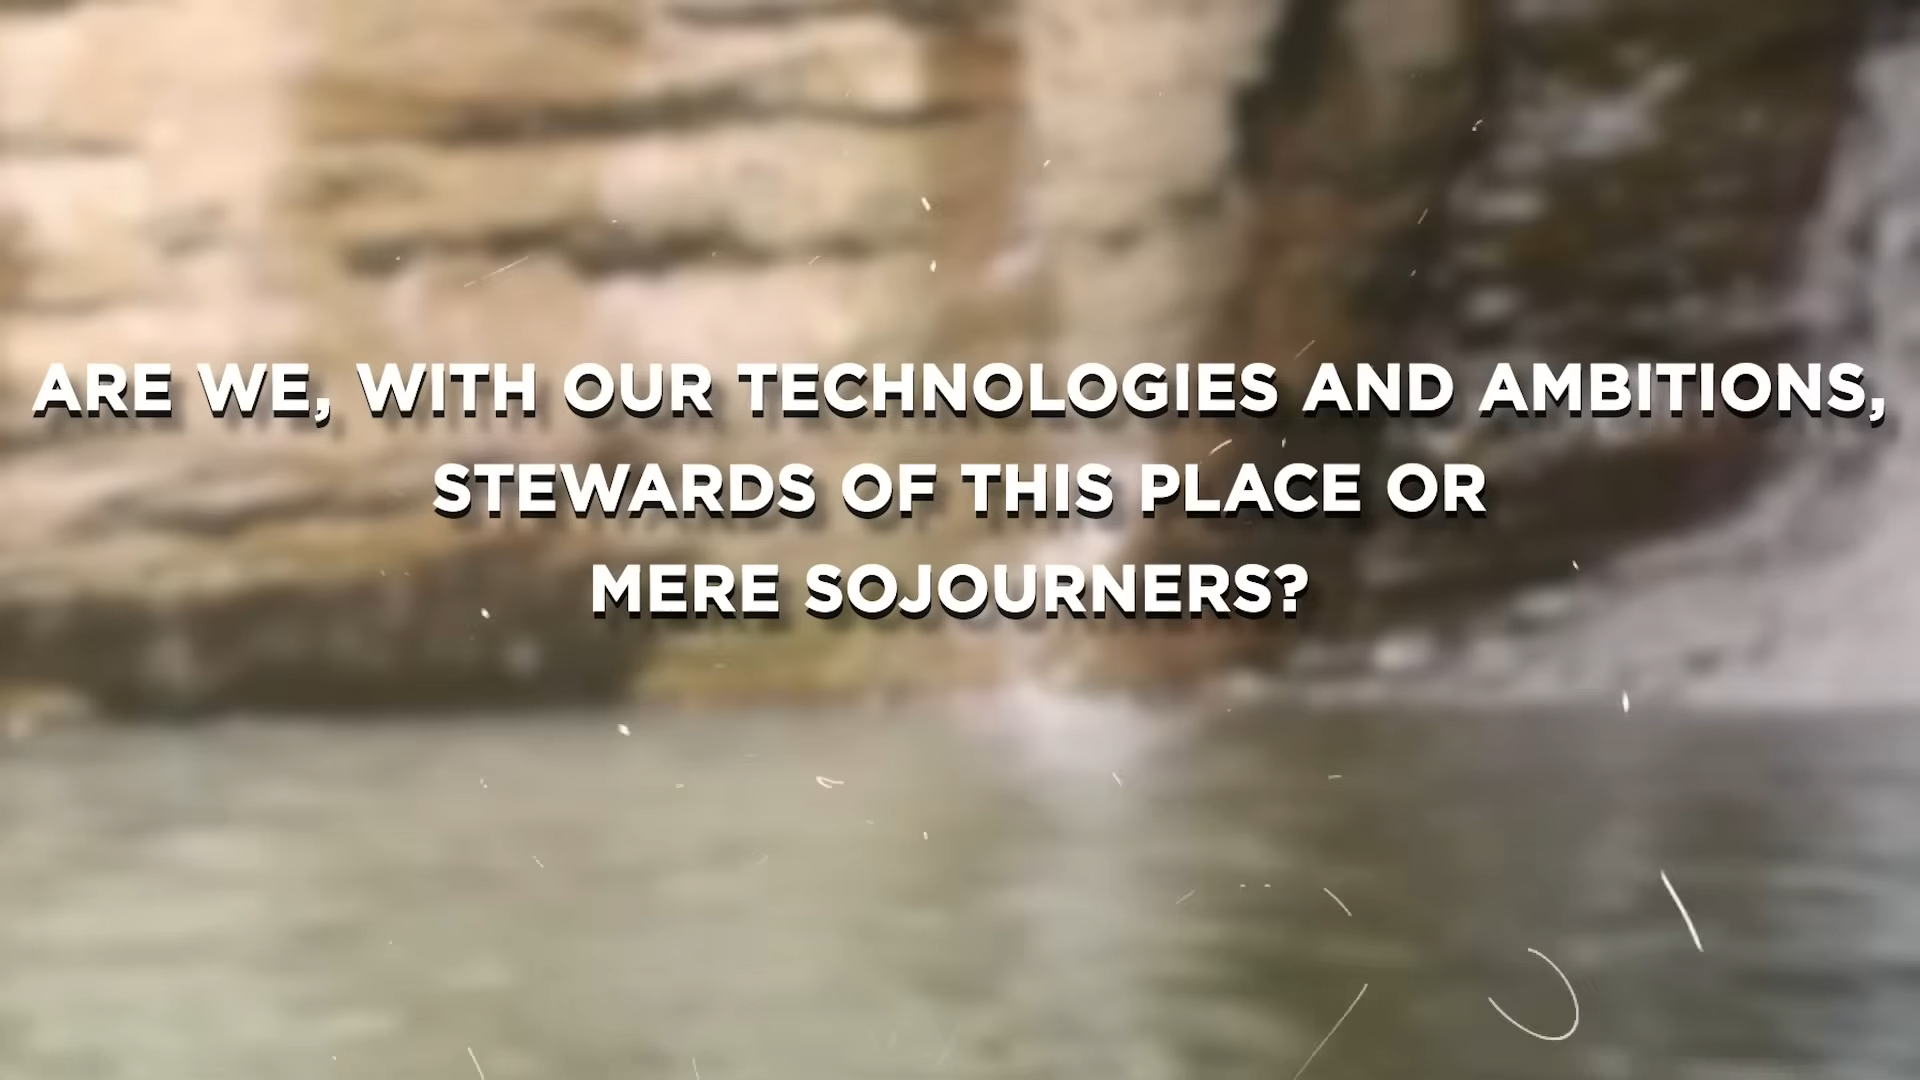 ARE WE, WITH OUR TECHNOLOGIES AND AMBITIONS,
STEWARDS OF THIS PLACE OR
MERE SOJOURNERS?